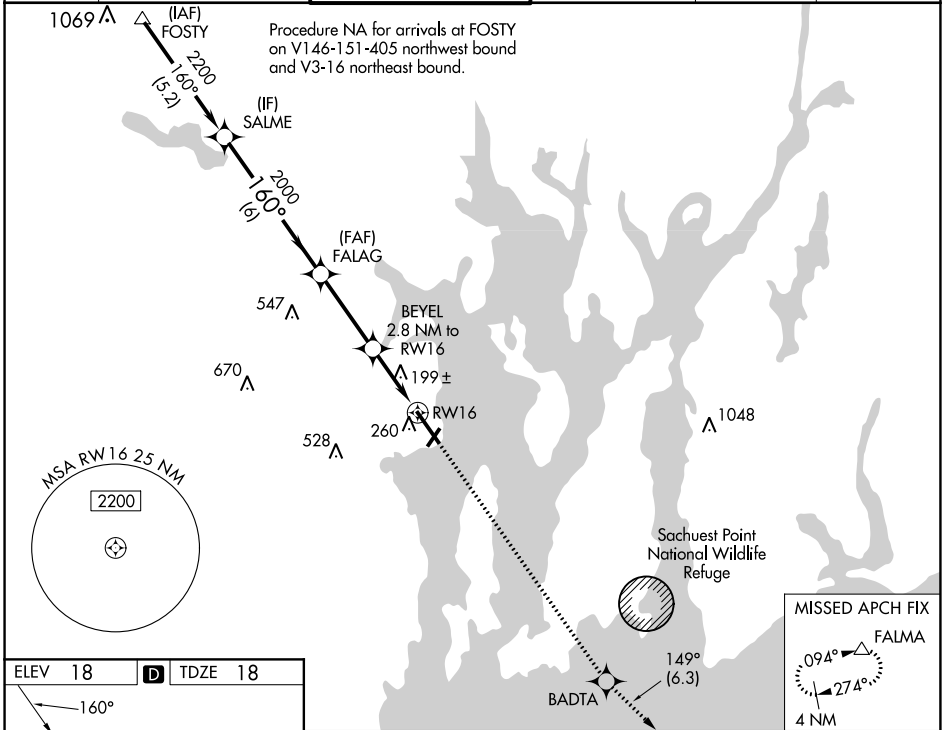 1069
(IAF)
FOSTY
Procedure NA for arrivals at FOSTY
on V146-151-405 northwest bound
and V3-16 northeast bound.
2200
160°
(5.2)
(IF)
SALME
2000
160°
(6)
(FAF)
FALAG
547
BEYEL
2.8 NM to
RW16
670
199 ±
RW16
260
1048
528
MSA RW 16 25 NM
2200
Sachuest Point
National Wildlife
Refuge
MISSED APCH FIX
FALMA
094°
274°
4 NM
149°
(6.3)
BADTA
ELEV 18 D TDZE 18
160°